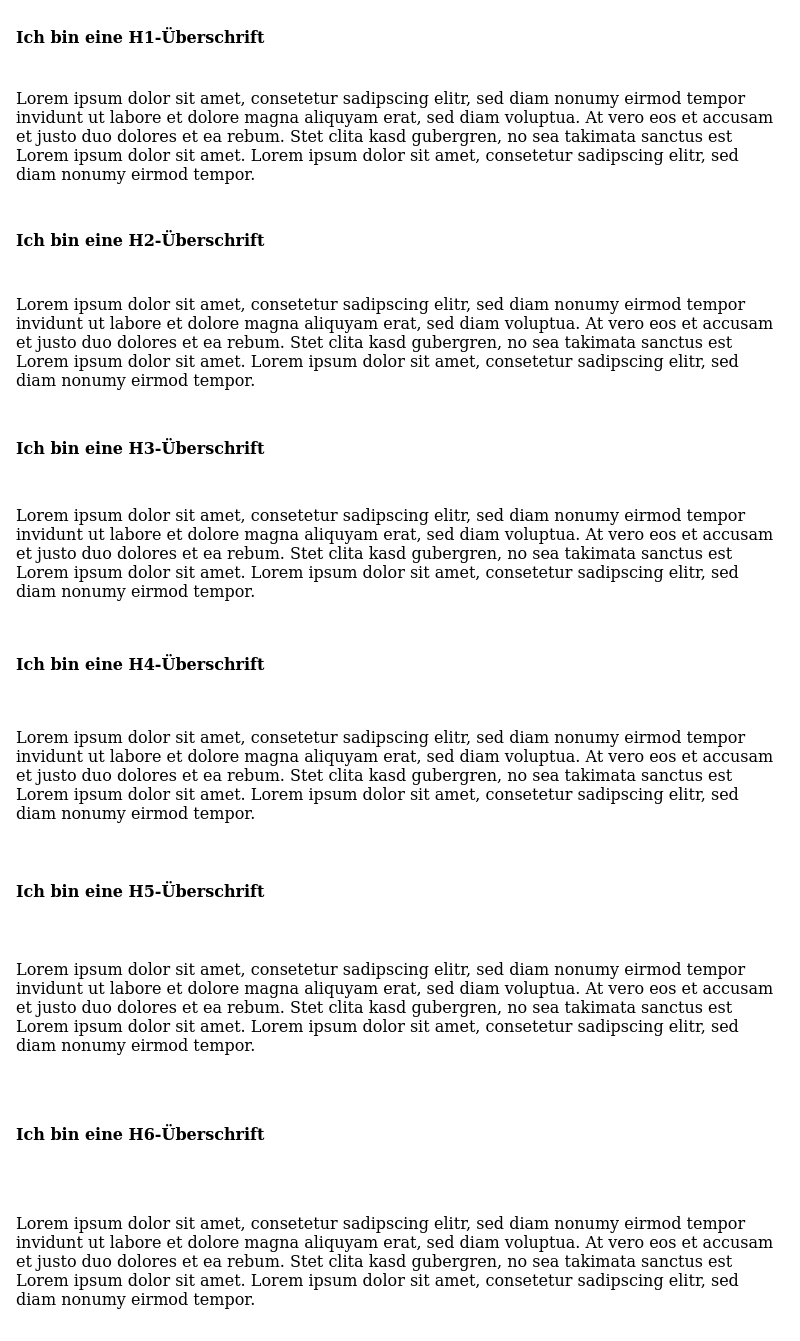 Ich bin eine H1-Überschrift
Lorem ipsum dolor sit amet, consetetur sadipscing elitr, sed diam nonumy eirmod tempor
invidunt ut labore et dolore magna aliquyam erat, sed diam voluptua. At vero eos et accusam
et justo duo dolores et ea rebum. Stet clita kasd gubergren, no sea takimata sanctus est
Lorem ipsum dolor sit amet. Lorem ipsum dolor sit amet, consetetur sadipscing elitr, sed
diam nonumy eirmod tempor.
Ich bin eine H2-Überschrift
Lorem ipsum dolor sit amet, consetetur sadipscing elitr, sed diam nonumy eirmod tempor
invidunt ut labore et dolore magna aliquyam erat, sed diam voluptua. At vero eos et accusam
et justo duo dolores et ea rebum. Stet clita kasd gubergren, no sea takimata sanctus est
Lorem ipsum dolor sit amet. Lorem ipsum dolor sit amet, consetetur sadipscing elitr, sed
diam nonumy eirmod tempor.
Ich bin eine H3-Überschrift
Lorem ipsum dolor sit amet, consetetur sadipscing elitr, sed diam nonumy eirmod tempor
invidunt ut labore et dolore magna aliquyam erat, sed diam voluptua. At vero eos et accusam
et justo duo dolores et ea rebum. Stet clita kasd gubergren, no sea takimata sanctus est
Lorem ipsum dolor sit amet. Lorem ipsum dolor sit amet, consetetur sadipscing elitr, sed
diam nonumy eirmod tempor.
Ich bin eine H4-Überschrift
Lorem ipsum dolor sit amet, consetetur sadipscing elitr, sed diam nonumy eirmod tempor
invidunt ut labore et dolore magna aliquyam erat, sed diam voluptua. At vero eos et accusam
et justo duo dolores et ea rebum. Stet clita kasd gubergren, no sea takimata sanctus est
Lorem ipsum dolor sit amet. Lorem ipsum dolor sit amet, consetetur sadipscing elitr, sed
diam nonumy eirmod tempor.
Ich bin eine H5-Überschrift
Lorem ipsum dolor sit amet, consetetur sadipscing elitr, sed diam nonumy eirmod tempor
invidunt ut labore et dolore magna aliquyam erat, sed diam voluptua. At vero eos et accusam
et justo duo dolores et ea rebum. Stet clita kasd gubergren, no sea takimata sanctus est
Lorem ipsum dolor sit amet. Lorem ipsum dolor sit amet, consetetur sadipscing elitr, sed
diam nonumy eirmod tempor.
Ich bin eine H6-Überschrift
Lorem ipsum dolor sit amet, consetetur sadipscing elitr, sed diam nonumy eirmod tempor
invidunt ut labore et dolore magna aliquyam erat, sed diam voluptua. At vero eos et accusam
et justo duo dolores et ea rebum. Stet clita kasd gubergren, no sea takimata sanctus est
Lorem ipsum dolor sit amet. Lorem ipsum dolor sit amet, consetetur sadipscing elitr, sed
diam nonumy eirmod tempor.